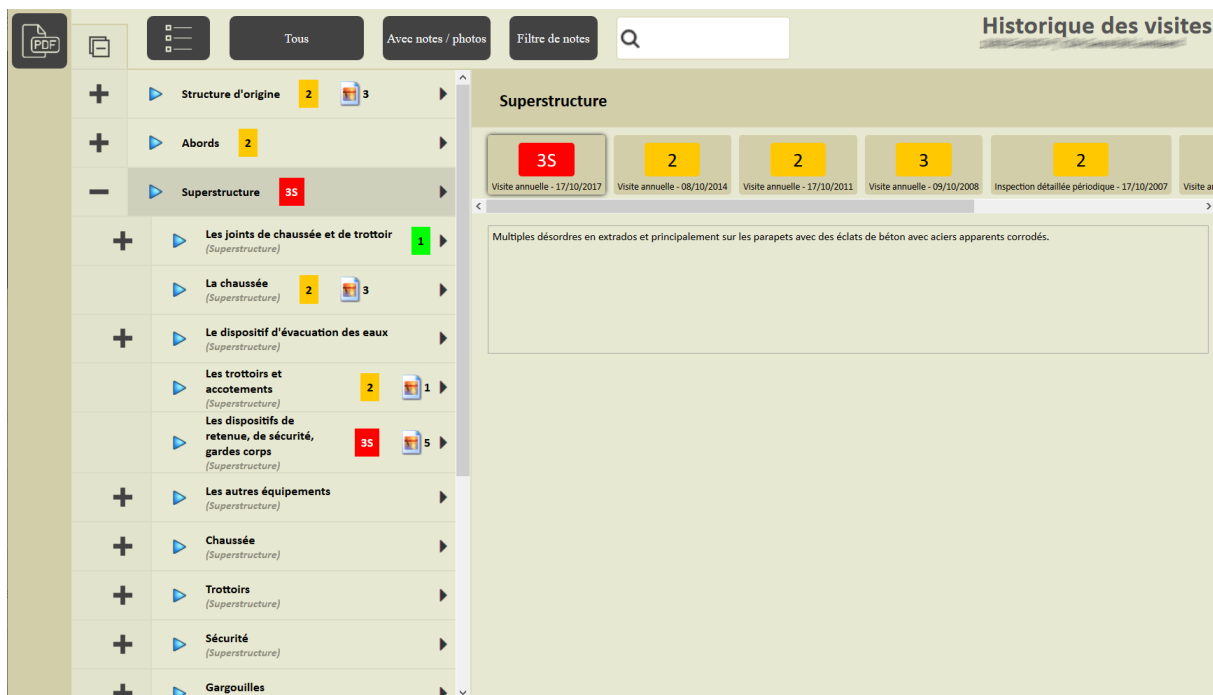 PDF
Tous
Avec notes / photos
Filtre de notes
Historique des visites
Structure d'origine 2 3
Abords 2
Superstructure 3S
Les joints de chaussée et de trottoir 1
(Superstructure)
La chaussée 2 3
(Superstructure)
Le dispositif d'évacuation des eaux
(Superstructure)
Les trottoirs et
accotements 2 1
(Superstructure)
Les dispositifs de
retenue, de sécurité, 3S 5
gardes corps
(Superstructure)
Les autres équipements
(Superstructure)
Chaussée
(Superstructure)
Trottoirs
(Superstructure)
Sécurité
(Superstructure)
Gargouilles
Superstructure
3S
Visite annuelle - 17/10/2017
2
Visite annuelle - 08/10/2014
2
Visite annuelle - 17/10/2011
3
Visite annuelle - 09/10/2008
2
Inspection détaillée périodique - 17/10/2007
Visite
Multiples désordres en extrados et principalement sur les parapets avec des éclats de béton avec aciers apparents corrodés.